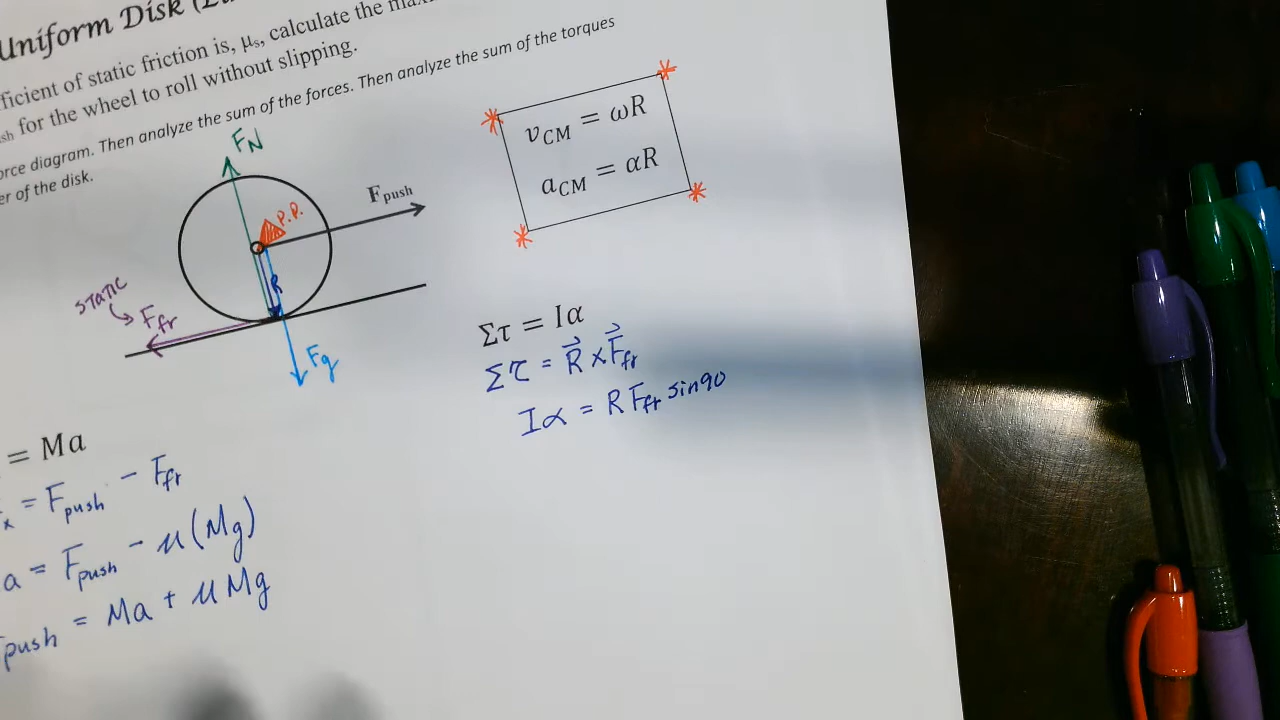 Uniform Disk
fficient of static friction is, μs, calculate the
sh for the wheel to roll without slipping.
orce diagram. Then analyze the sum of the forces. Then analyze the sum of the torques
er of the disk.
FN
Fpush
P.P.
R
STATIC
Ffr
Fg
vCM = ωR
aCM = αR
Στ = Iα
Στ = R⃗ × F⃗fr
Iα = R Ffr sin90
= Ma
x = Fpush - Ffr
a = Fpush - μ(Mg)
push = Ma + μMg